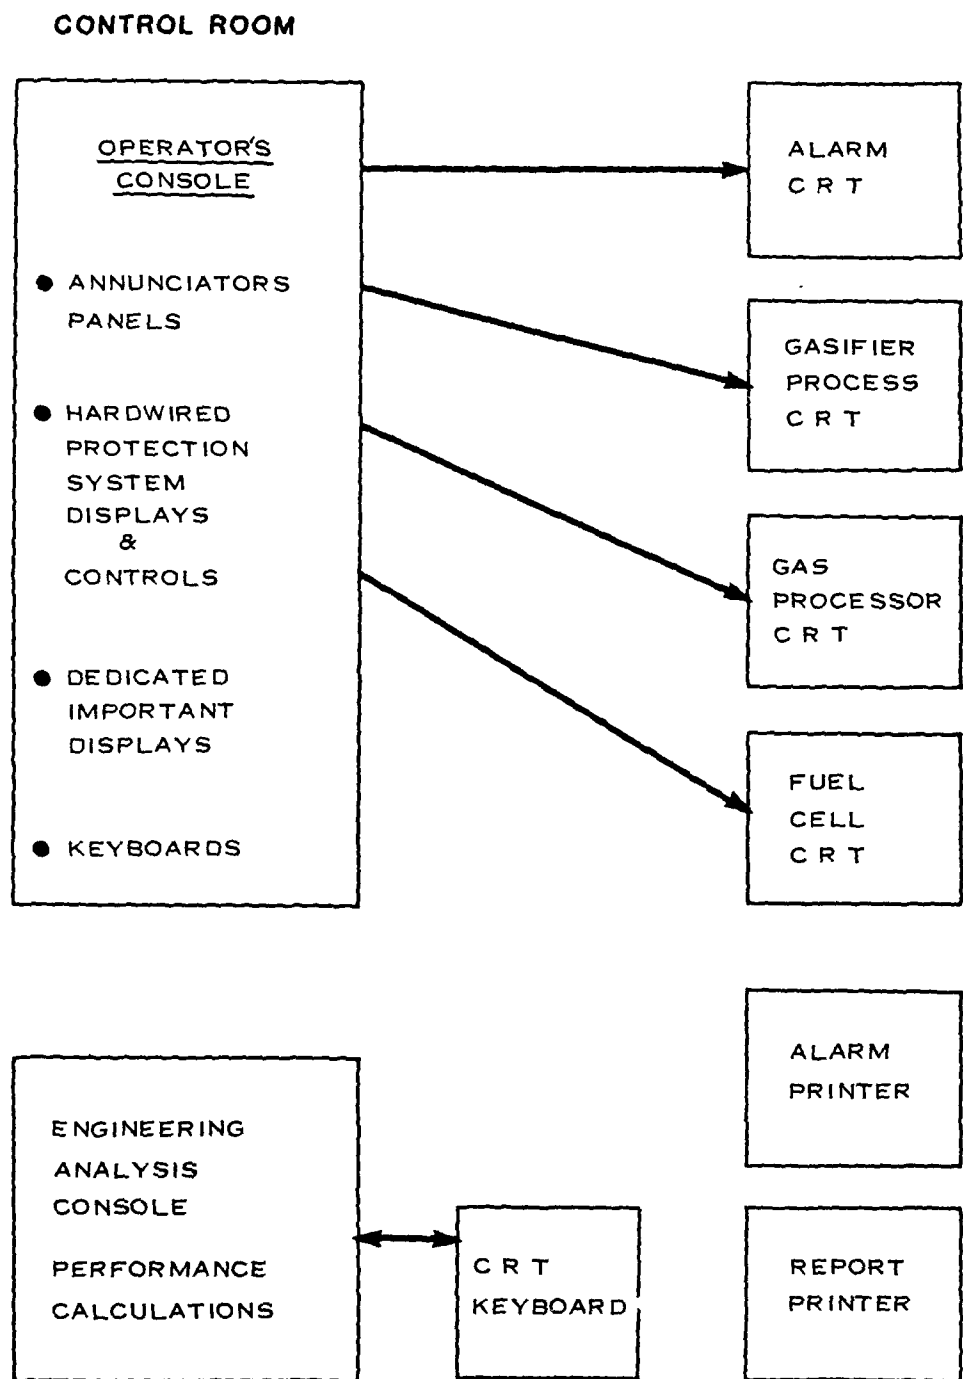 CONTROL ROOM
OPERATOR'S
CONSOLE
● ANNUNCIATORS
PANELS
● HARDWIRED
PROTECTION
SYSTEM
DISPLAYS
&
CONTROLS
● DEDICATED
IMPORTANT
DISPLAYS
● KEYBOARDS
ALARM
C R T
GASIFIER
PROCESS
C R T
GAS
PROCESSOR
C R T
FUEL
CELL
C R T
ENGINEERING
ANALYSIS
CONSOLE
PERFORMANCE
CALCULATIONS
C R T
KEYBOARD
ALARM
PRINTER
REPORT
PRINTER